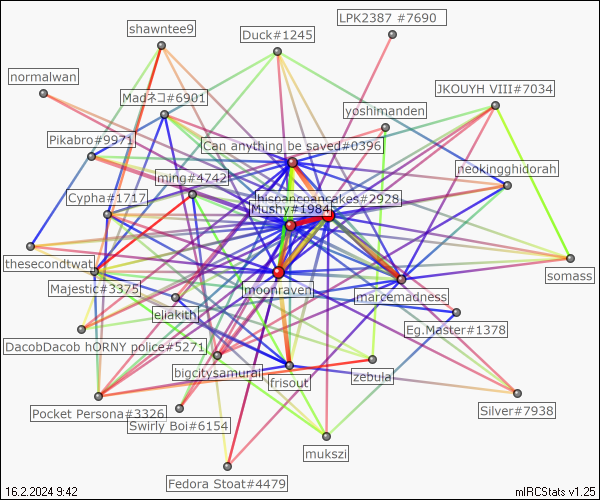 LPK2387 #7690
shawntee9
Duck#1245
normalwan
JKOUYH VIII#7034
Madネコ#6901
yoshimanden
Pikabro#9971
Can anything be saved#0396
neokingghidorah
ming#4742
Cypha#1717
hispanopancakes#2928
Mushy#1984
thesecondtwat
somass
Majestic#3375
moonraven
marcemadness
eliakith
Eg.Master#1378
DacobDacob hORNY police#5271
bigcitysamurai
frisout
zebula
Pocket Persona#3326
Silver#7938
Swirly Boi#6154
mukszi
Fedora Stoat#4479
16.2.2024 9:42
mIRCStats v1.25